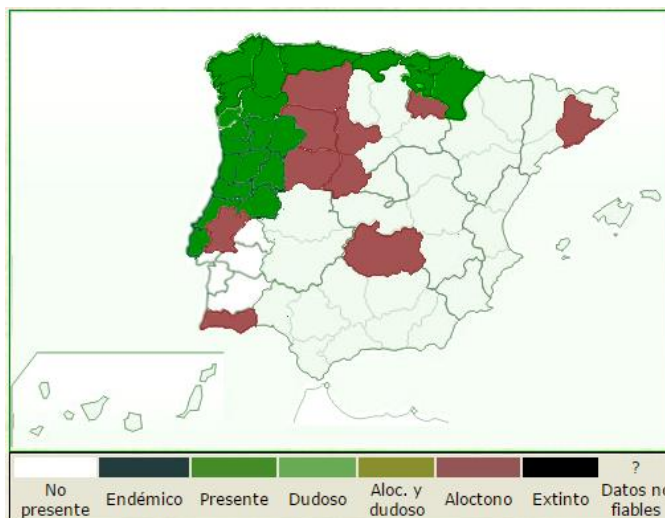 ?
No presente
Endémico
Presente
Dudoso
Aloc. y dudoso
Aloctono
Extinto
Datos no fiables